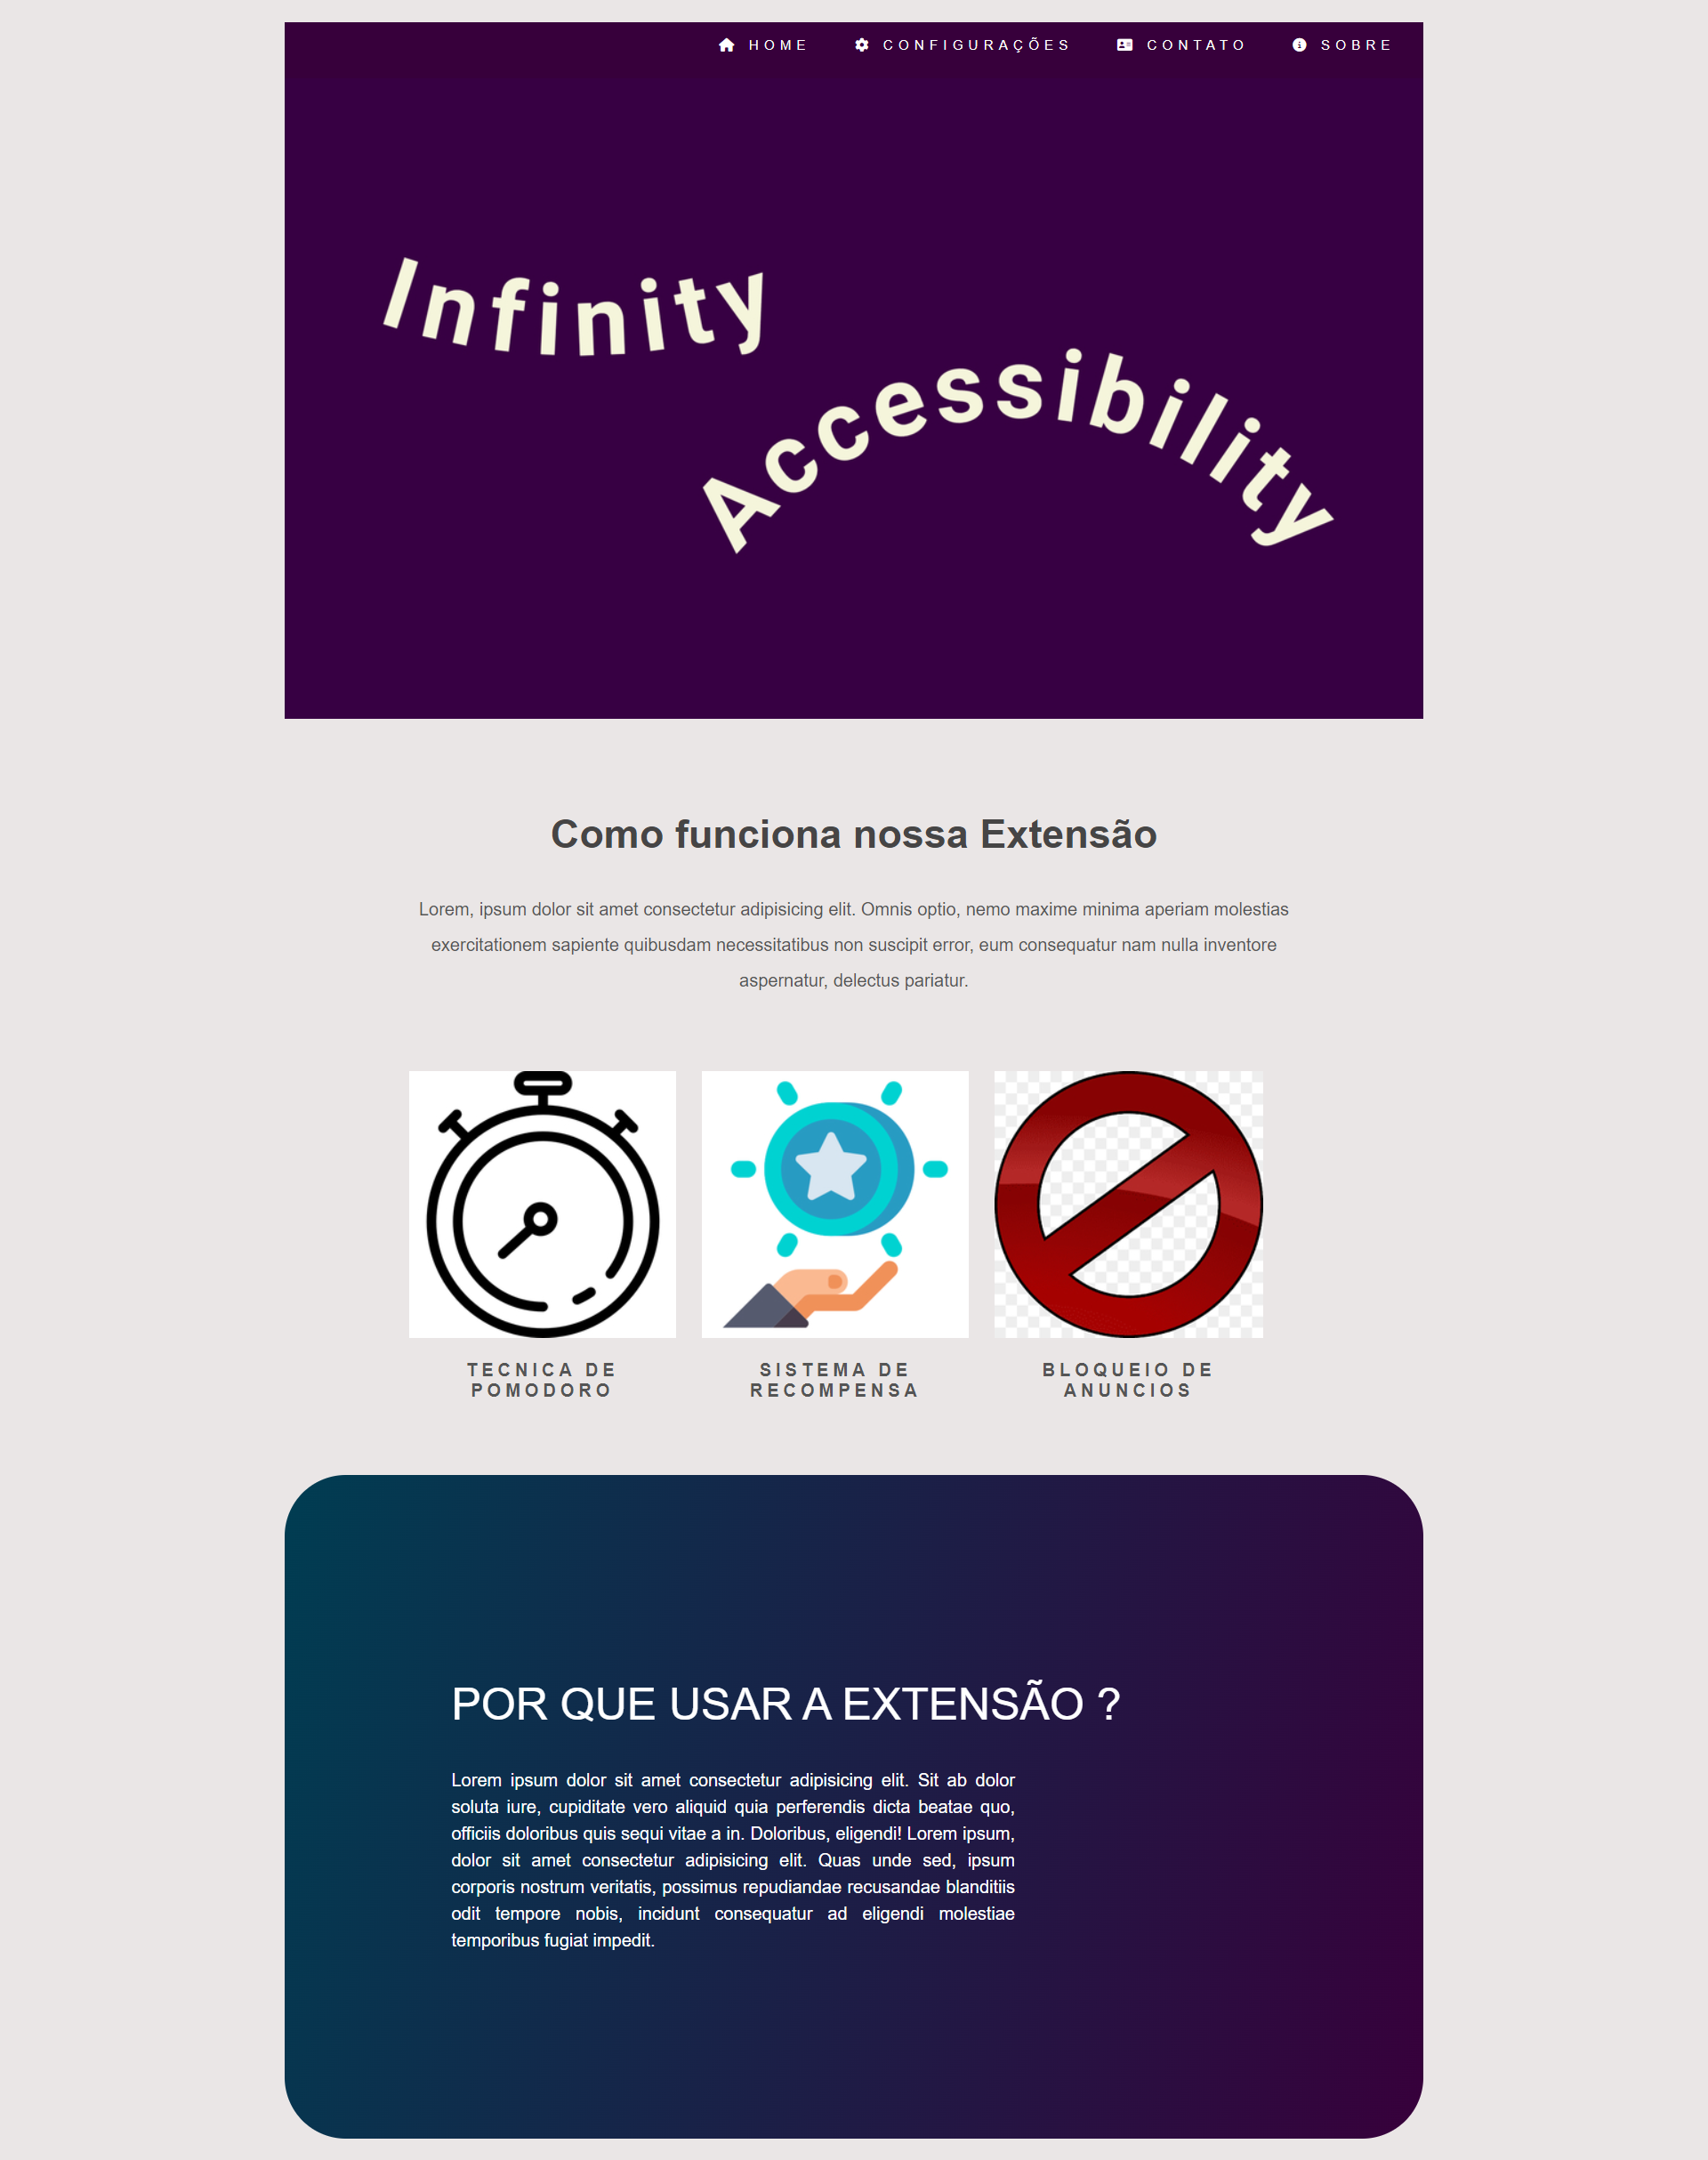 HOME CONFIGURAÇÕES CONTATO SOBRE
Infinity
Accessibility
Como funciona nossa Extensão
Lorem, ipsum dolor sit amet consectetur adipisicing elit. Omnis optio, nemo maxime minima aperiam molestias
exercitationem sapiente quibusdam necessitatibus non suscipit error, eum consequatur nam nulla inventore
aspernatur, delectus pariatur.
TECNICA DE
POMODORO
SISTEMA DE
RECOMPENSA
BLOQUEIO DE
ANUNCIOS
POR QUE USAR A EXTENSÃO ?
Lorem ipsum dolor sit amet consectetur adipisicing elit. Sit ab dolor
soluta iure, cupiditate vero aliquid quia perferendis dicta beatae quo,
officiis doloribus quis sequi vitae a in. Doloribus, eligendi! Lorem ipsum,
dolor sit amet consectetur adipisicing elit. Quas unde sed, ipsum
corporis nostrum veritatis, possimus repudiandae recusandae blanditiis
odit tempore nobis, incidunt consequatur ad eligendi molestiae
temporibus fugiat impedit.